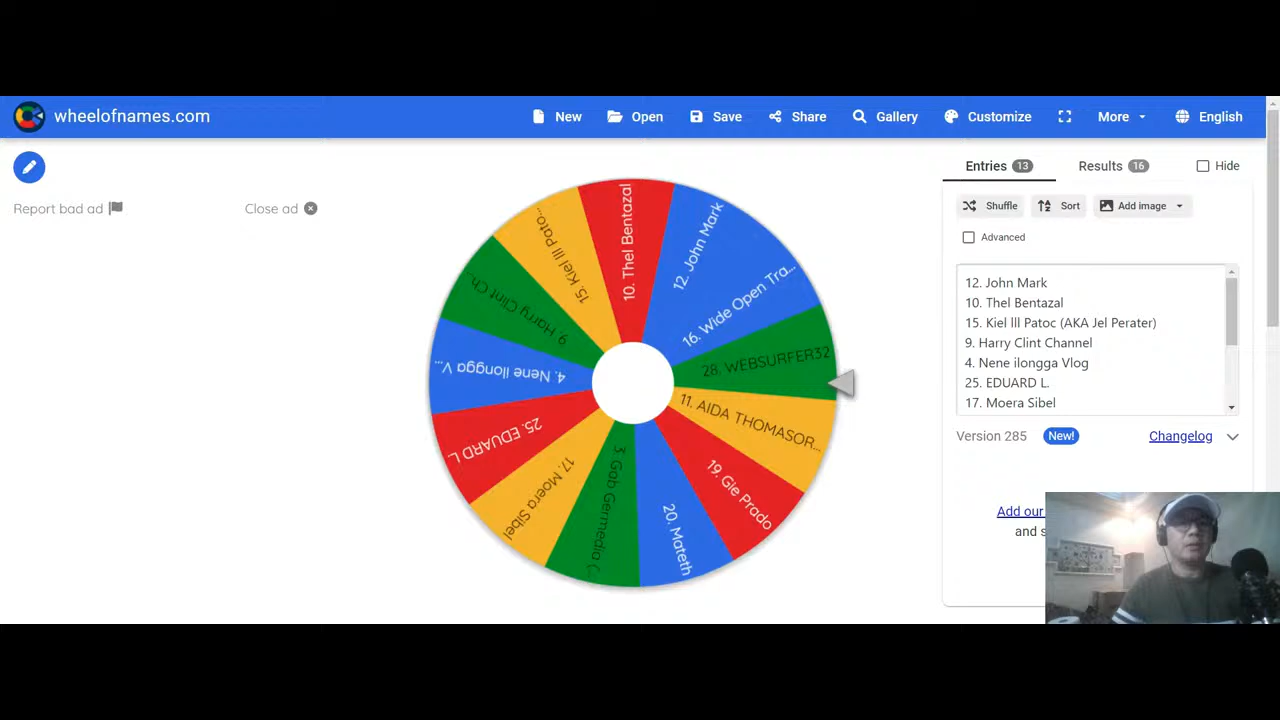 wheelofnames.com
New
Open
Save
Share
Gallery
Customize
More
English
Report bad ad
Close ad
10. Thel Bentazal
12. John Mark
16. Wide Open Tra...
28. WEBSURFER32
11. AIDA THOMASOR...
19. Gie Prado
20. Mateth
3. Gab Germedia (...
17. Moera Sibel
25. EDUARD L.
4. Nene ilongga V...
9. Harry Clint Ch...
15. Kiel lll Pato...
Entries 13
Results 16
Hide
Shuffle
Sort
Add image
Advanced
12. John Mark
10. Thel Bentazal
15. Kiel lll Patoc (AKA Jel Perater)
9. Harry Clint Channel
4. Nene ilongga Vlog
25. EDUARD L.
17. Moera Sibel
Version 285
New!
Changelog
Add our
and s